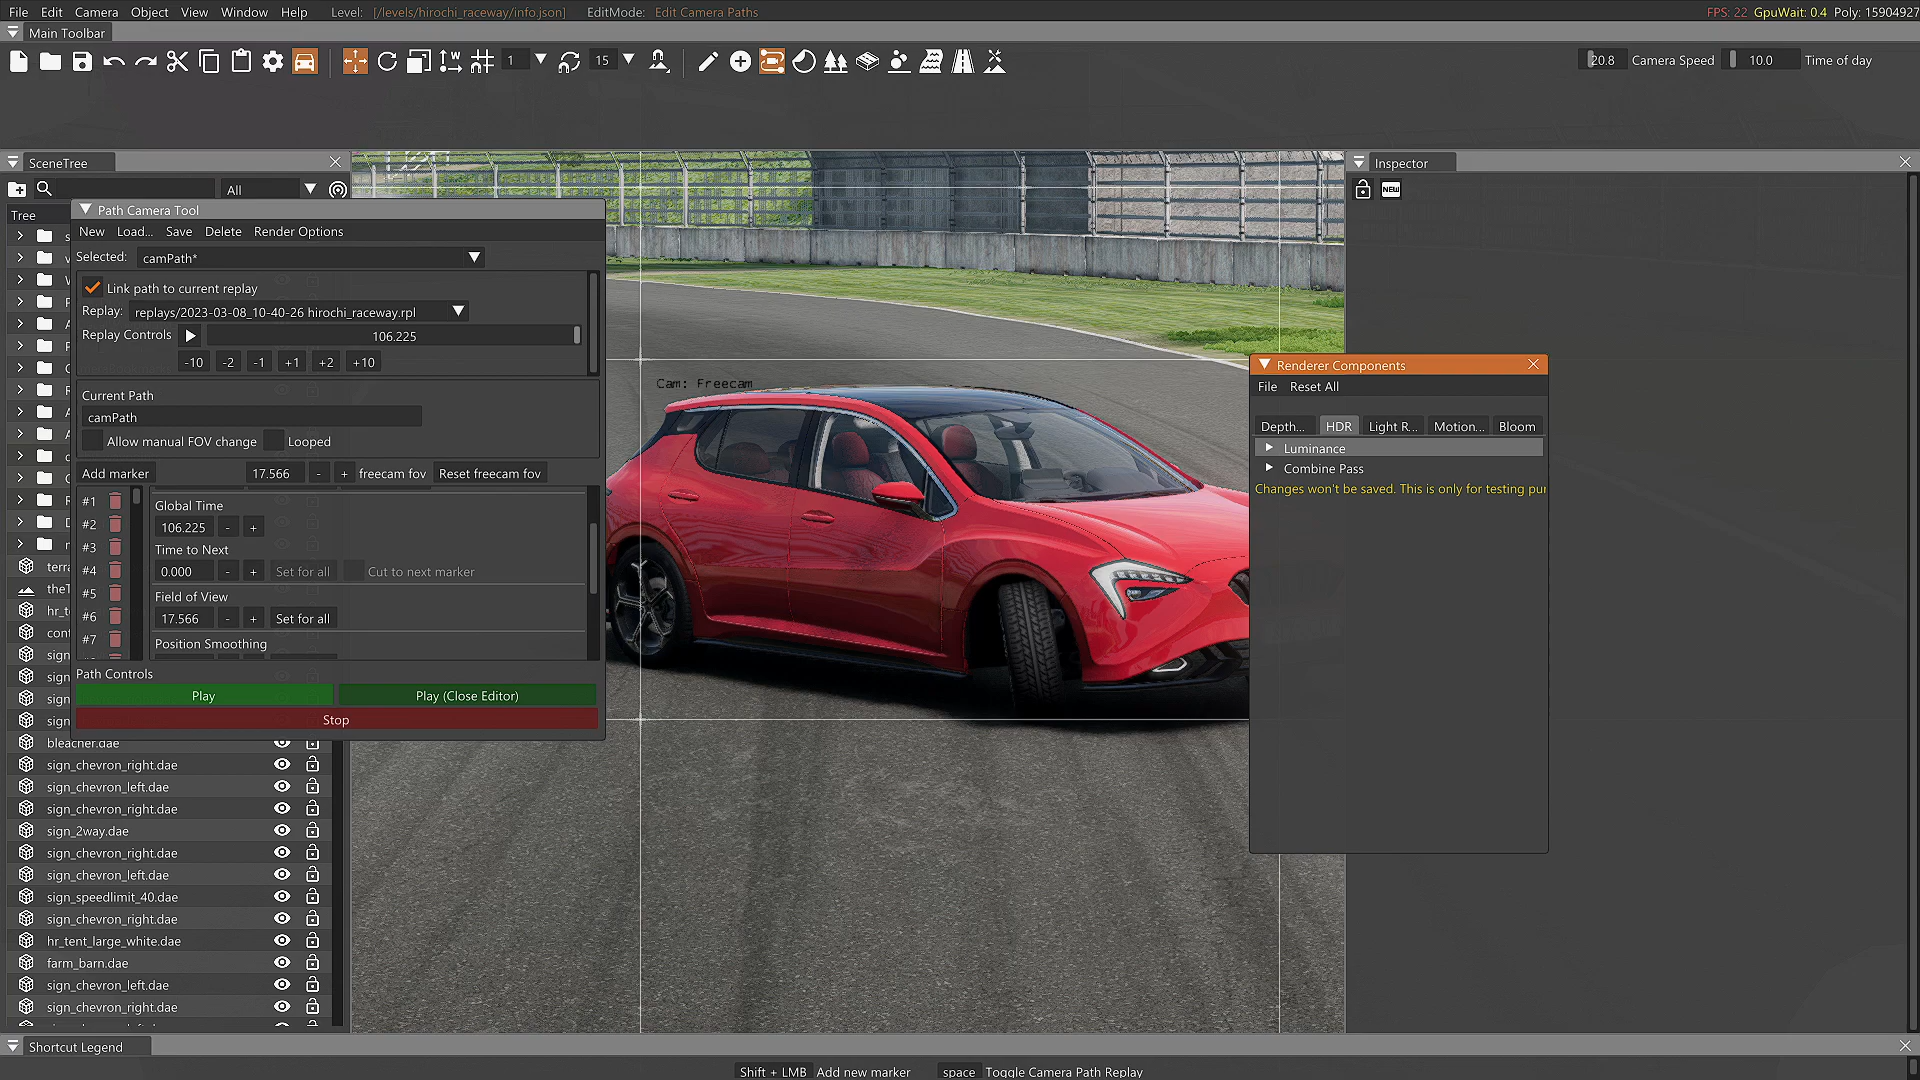 File Edit Camera Object View Window Help Level: [/levels/hirochi_raceway/info.json] EditMode: Edit Camera Paths FPS: 22 GpuWait: 0.4 Poly: 15904927
Main Toolbar
1 15 20.8 Camera Speed 10.0 Time of day
SceneTree
All
Tree
Path Camera Tool
New Load... Save Delete Render Options
Selected: camPath*
Link path to current replay
Replay: replays/2023-03-08_10-40-26 hirochi_raceway.rpl
Replay Controls 106.225
-10 -2 -1 +1 +2 +10
Current Path
camPath
Allow manual FOV change Looped
Add marker 17.566 - + freecam fov Reset freecam fov
#1
#2
#3
#4
#5
#6
#7
Global Time
106.225 - +
Time to Next
0.000 - + Set for all Cut to next marker
Field of View
17.566 - + Set for all
Position Smoothing
Path Controls
Play Play (Close Editor)
Stop
terra
theT
hr_t
cont
sign
sign
sign
sign
bleacher.dae
sign_chevron_right.dae
sign_chevron_left.dae
sign_chevron_right.dae
sign_2way.dae
sign_chevron_right.dae
sign_chevron_left.dae
sign_speedlimit_40.dae
sign_chevron_right.dae
hr_tent_large_white.dae
farm_barn.dae
sign_chevron_left.dae
sign_chevron_right.dae
Cam: Freecam
Inspector
NEW
Renderer Components
File Reset All
Depth... HDR Light R... Motion... Bloom
Luminance
Combine Pass
Changes won't be saved. This is only for testing pur
Shortcut Legend
Shift + LMB Add new marker space Toggle Camera Path Replay